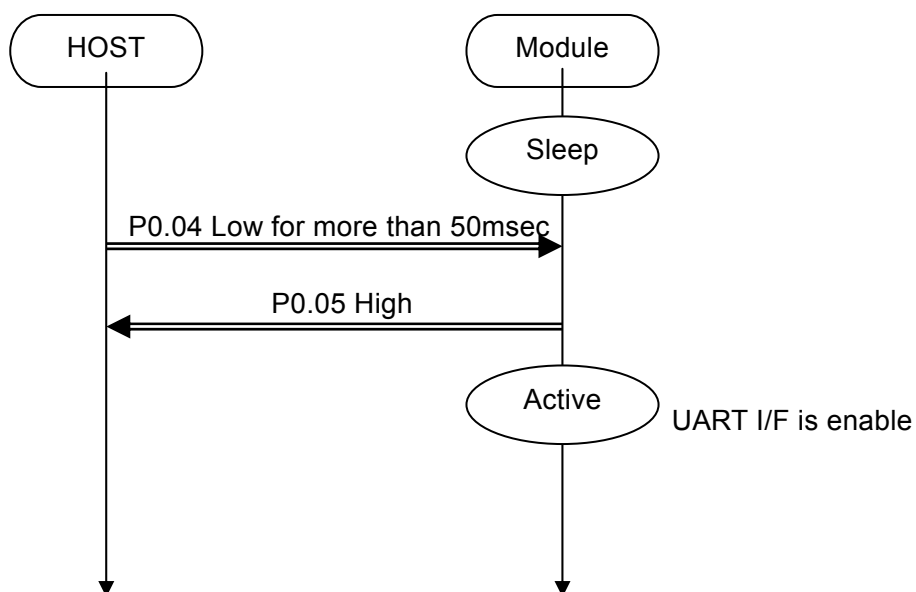 HOST
Module
Sleep
P0.04 Low for more than 50msec
P0.05 High
Active
UART I/F is enable